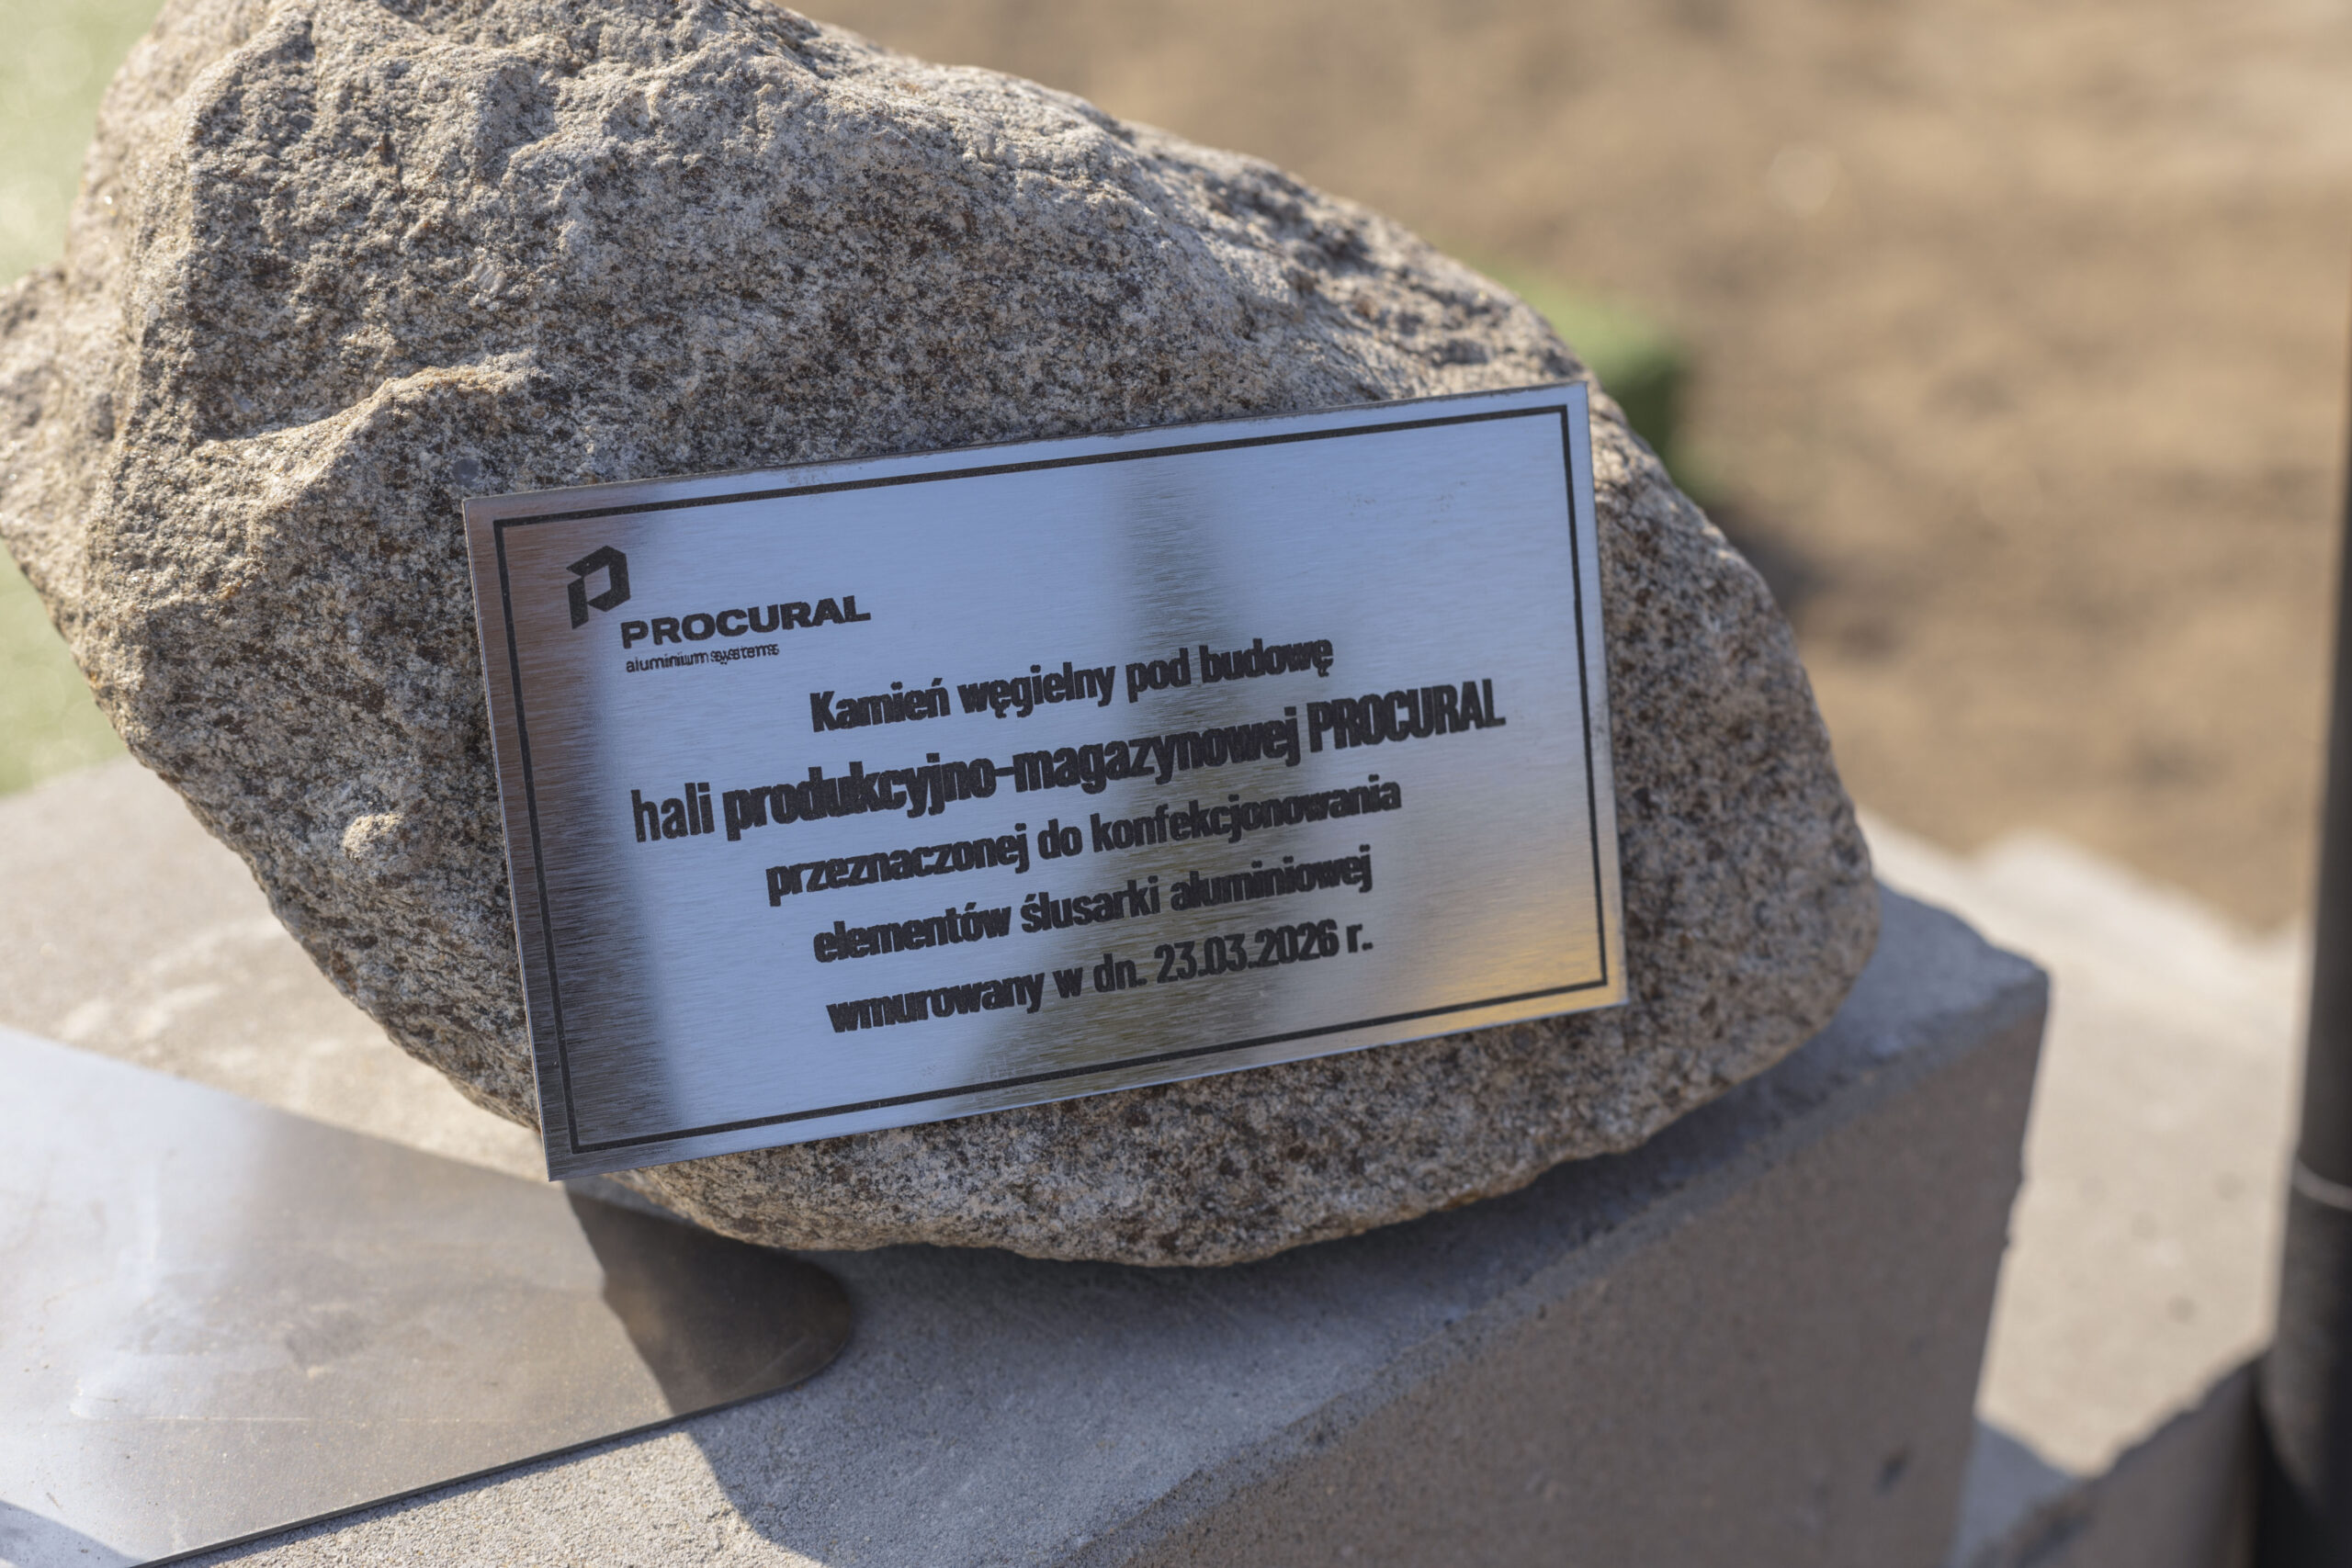 PROCURAL
aluminium systems
Kamień węgielny pod budowę
hali produkcyjno-magazynowej PROCURAL
przeznaczonej do konfekcjonowania
elementów ślusarki aluminiowej
wmurowany w dn. 23.03.2026 r.